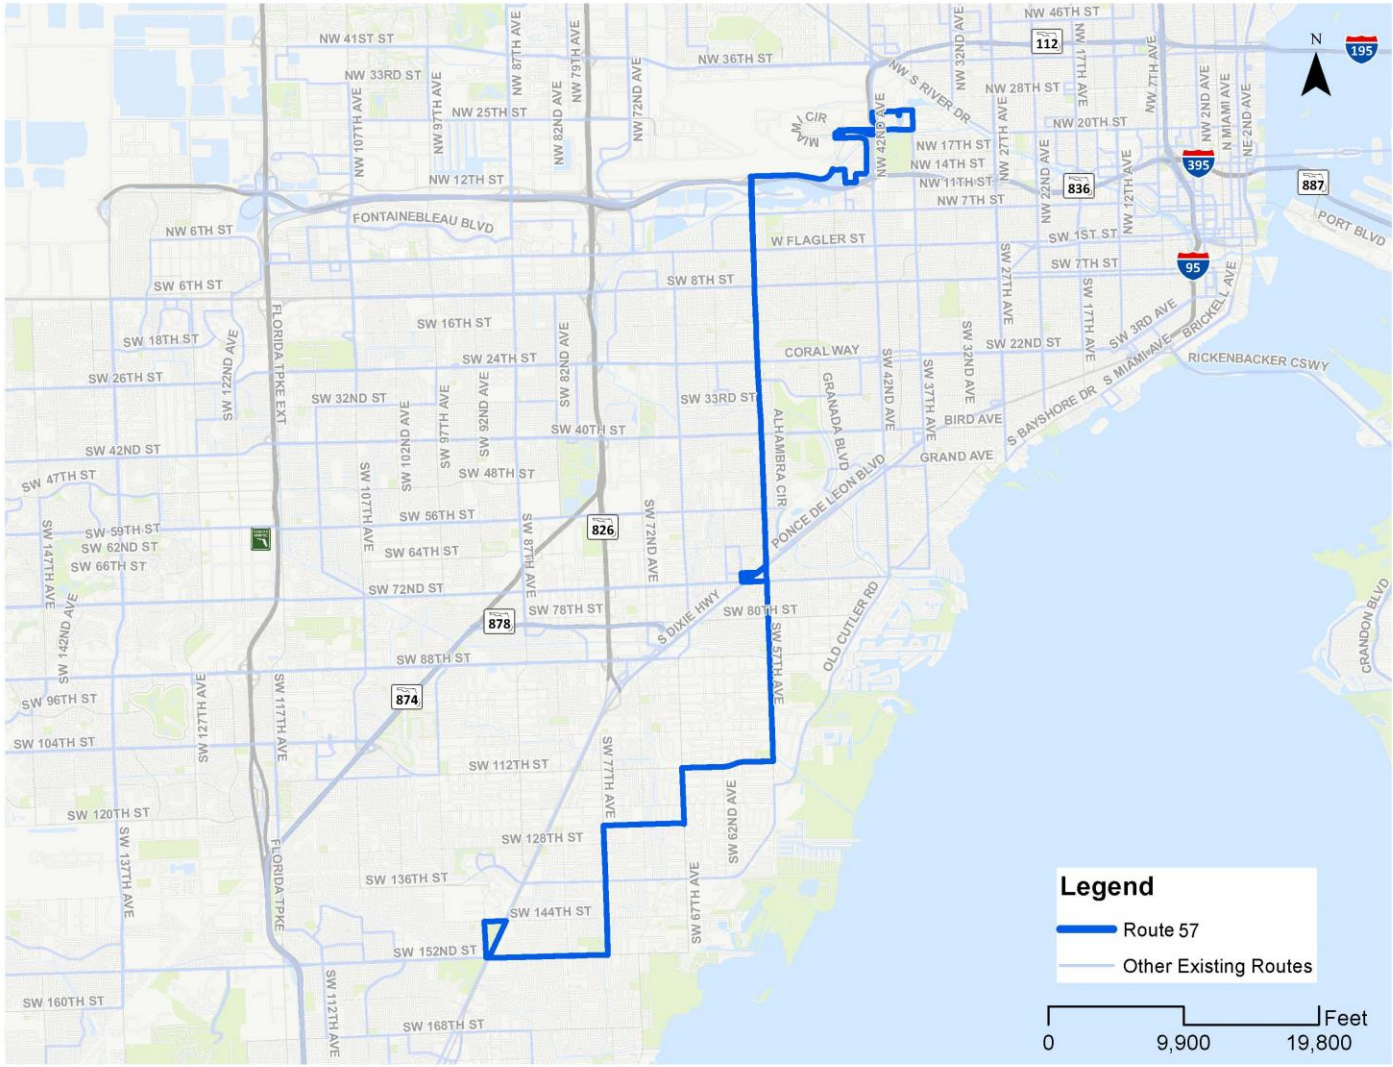 NW 46TH ST
NW 41ST ST
112
195
N
NW 36TH ST
NW 87TH AVE
NW 79TH AVE
NW 32ND AVE
NW 17TH AVE
NW 7TH AVE
NW 33RD ST
NW S RIVER DR
NW 28TH ST
NW 107TH AVE
NW 97TH AVE
NW 82ND AVE
NW 72ND AVE
NW 25TH ST
MIAMI CIR
NW 42ND AVE
NW 27TH AVE
NW 20TH ST
NW 2ND AVE
N MIAMI AVE
NE 2ND AVE
NW 17TH ST
NW 14TH ST
NW 22ND AVE
NW 12TH AVE
395
NW 12TH ST
NW 11TH ST
836
887
NW 7TH ST
FONTAINEBLEAU BLVD
PORT BLVD
NW 6TH ST
W FLAGLER ST
SW 1ST ST
SW 27TH AVE
SW 7TH ST
95
SW 6TH ST
SW 8TH ST
SW 17TH AVE
SW 3RD AVE
BRICKELL AVE
FLORIDA TPKE EXT
SW 16TH ST
SW 18TH ST
SW 122ND AVE
SW 82ND AVE
SW 32ND AVE
SW 22ND ST
SW 24TH ST
CORAL WAY
SW 42ND AVE
SW 37TH AVE
S MIAMI AVE
RICKENBACKER CSWY
SW 26TH ST
SW 32ND ST
SW 97TH AVE
SW 92ND AVE
SW 33RD ST
GRANADA BLVD
S BAYSHORE DR
SW 102ND AVE
ALHAMBRA CIR
BIRD AVE
SW 40TH ST
SW 42ND ST
GRAND AVE
SW 47TH ST
SW 107TH AVE
SW 48TH ST
PONCE DE LEON BLVD
SW 56TH ST
SW 87TH AVE
826
SW 72ND AVE
SW 147TH AVE
SW 59TH ST
SW 62ND ST
SW 66TH ST
SW 64TH ST
SW 72ND ST
SW 142ND AVE
878
SW 78TH ST
S DIXIE HWY
SW 80TH ST
OLD CUTLER RD
CRANDON BLVD
SW 57TH AVE
SW 88TH ST
874
SW 96TH ST
SW 127TH AVE
SW 117TH AVE
SW 104TH ST
SW 112TH ST
SW 77TH AVE
SW 62ND AVE
SW 120TH ST
SW 137TH AVE
FLORIDA TPKE
SW 128TH ST
SW 136TH ST
SW 67TH AVE
SW 144TH ST
SW 152ND ST
SW 160TH ST
SW 112TH AVE
SW 168TH ST
Legend
Route 57
Other Existing Routes
Feet
0 9,900 19,800